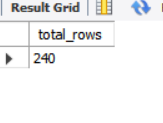 Result Grid
total_rows
240